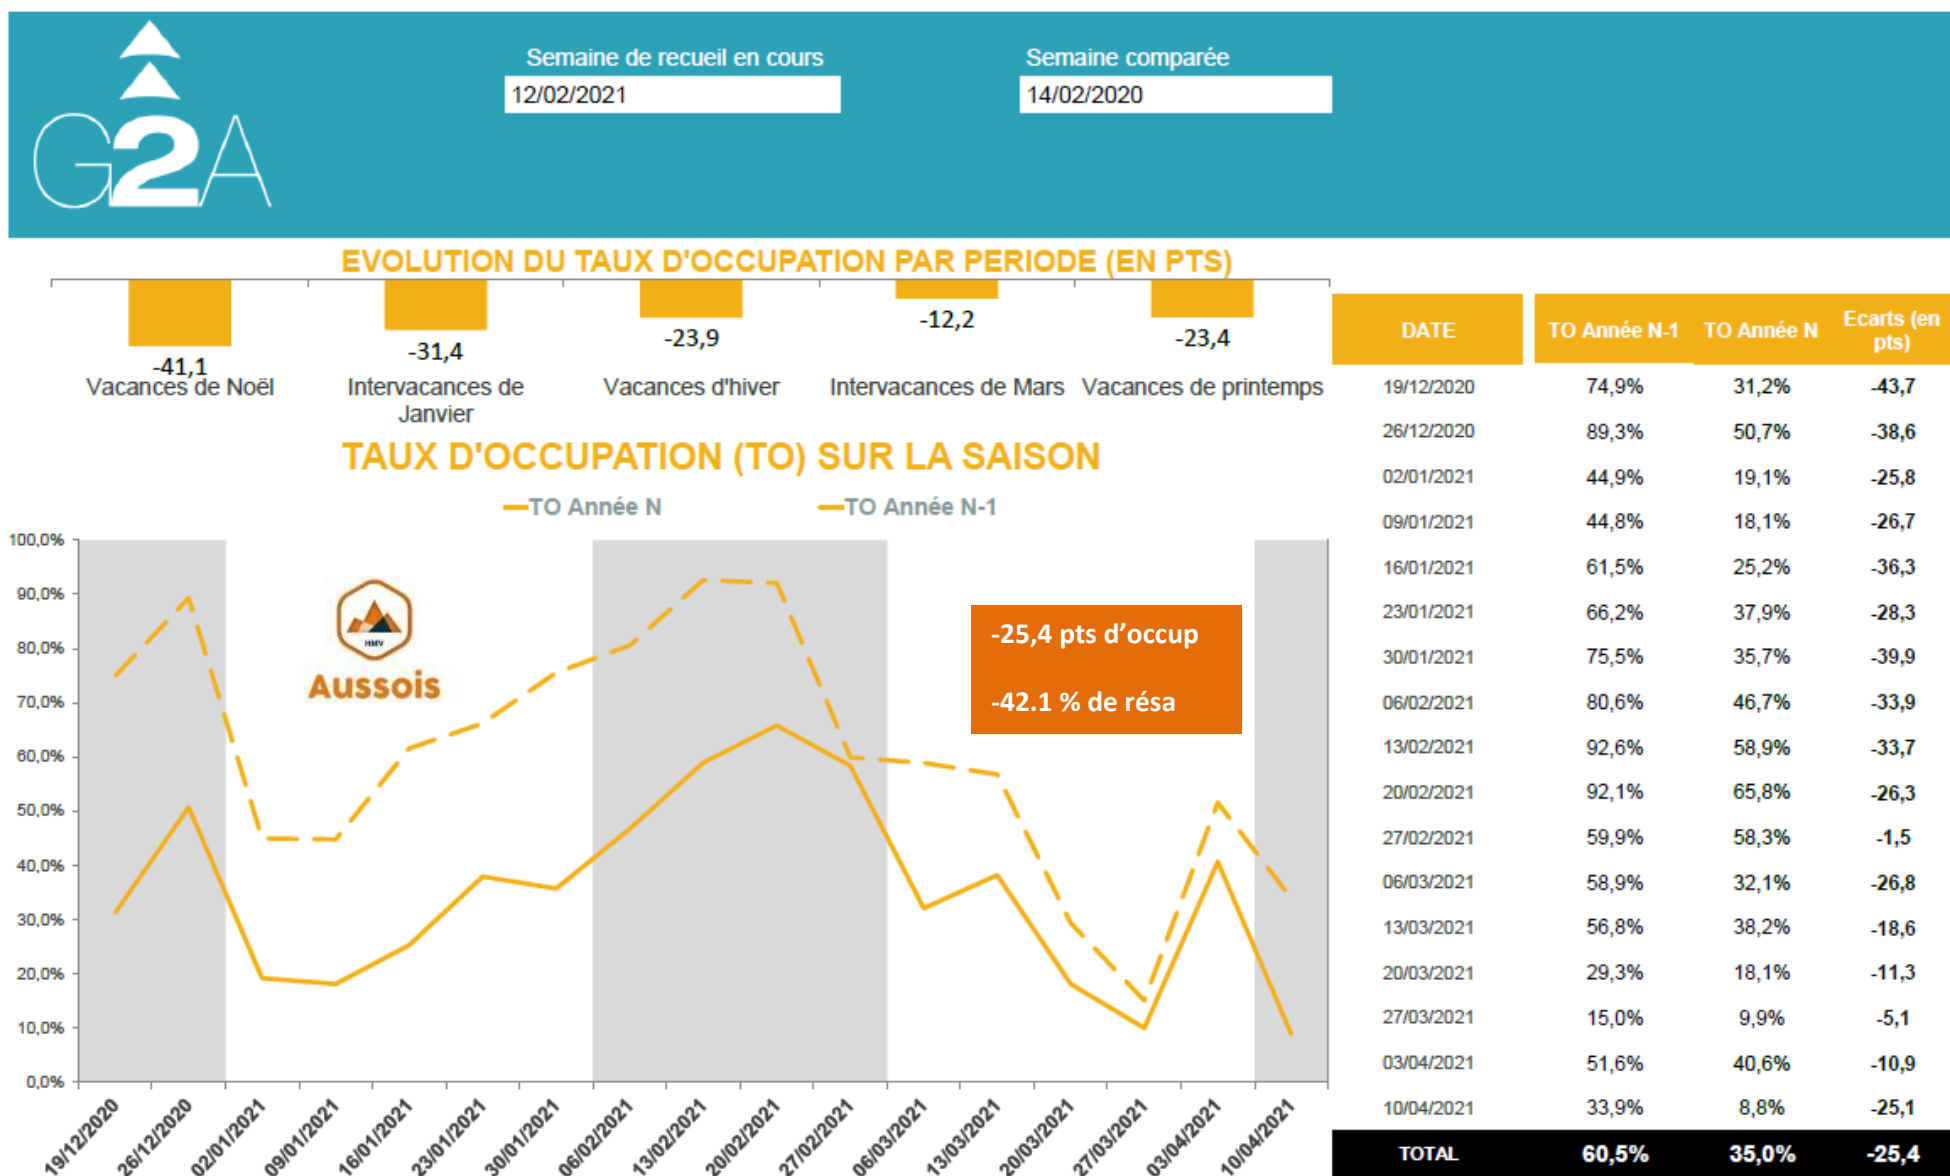 G2A
Semaine de recueil en cours
12/02/2021
Semaine comparée
14/02/2020
EVOLUTION DU TAUX D'OCCUPATION PAR PERIODE (EN PTS)
-41,1
-31,4
-23,9
-12,2
-23,4
Vacances de Noël
Intervacances de
Janvier
Vacances d'hiver
Intervacances de Mars
Vacances de printemps
TAUX D'OCCUPATION (TO) SUR LA SAISON
TO Année N
TO Année N-1
100,0%
90,0%
80,0%
70,0%
60,0%
50,0%
40,0%
30,0%
20,0%
10,0%
0,0%
HMV
Aussois
-25,4 pts d'occup
-42.1 % de résa
19/12/2020
26/12/2020
02/01/2021
09/01/2021
16/01/2021
23/01/2021
30/01/2021
06/02/2021
13/02/2021
20/02/2021
27/02/2021
06/03/2021
13/03/2021
20/03/2021
27/03/2021
03/04/2021
10/04/2021
DATE TO Année N-1 TO Année N Ecarts (en
pts)
19/12/2020 74,9% 31,2% -43,7
26/12/2020 89,3% 50,7% -38,6
02/01/2021 44,9% 19,1% -25,8
09/01/2021 44,8% 18,1% -26,7
16/01/2021 61,5% 25,2% -36,3
23/01/2021 66,2% 37,9% -28,3
30/01/2021 75,5% 35,7% -39,9
06/02/2021 80,6% 46,7% -33,9
13/02/2021 92,6% 58,9% -33,7
20/02/2021 92,1% 65,8% -26,3
27/02/2021 59,9% 58,3% -1,5
06/03/2021 58,9% 32,1% -26,8
13/03/2021 56,8% 38,2% -18,6
20/03/2021 29,3% 18,1% -11,3
27/03/2021 15,0% 9,9% -5,1
03/04/2021 51,6% 40,6% -10,9
10/04/2021 33,9% 8,8% -25,1
TOTAL 60,5% 35,0% -25,4